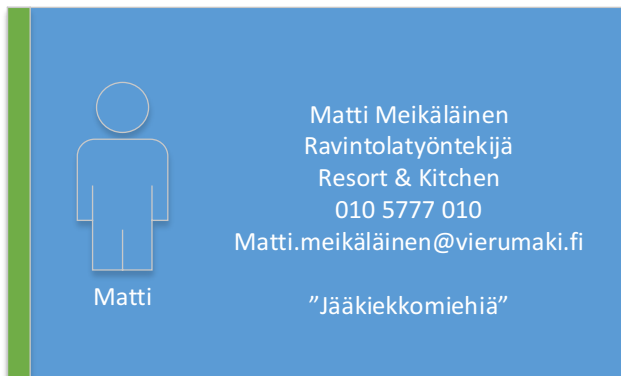 Matti Meikäläinen
Ravintolatyöntekijä
Resort & Kitchen
010 5777 010
Matti.meikäläinen@vierumaki.fi
Matti
”Jääkiekkomiehiä”